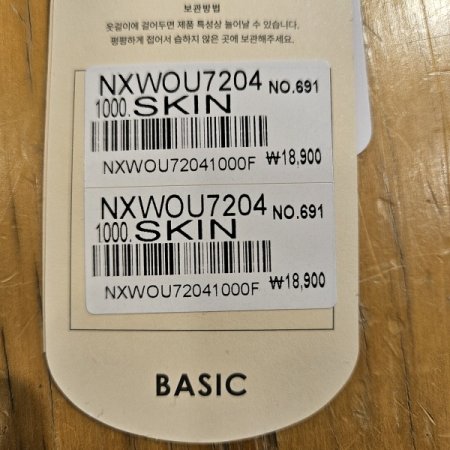 보관방법
옷걸이에 걸어두면 제품 특성상 늘어날 수 있습니다.
평평하게 접어서 습하지 않은 곳에 보관해주세요.
NXWOU7204 NO.691
1000.SKIN
NXWOU72041000F ₩18,900
NXWOU7204 NO.691
1000.SKIN
NXWOU72041000F ₩18,900
BASIC